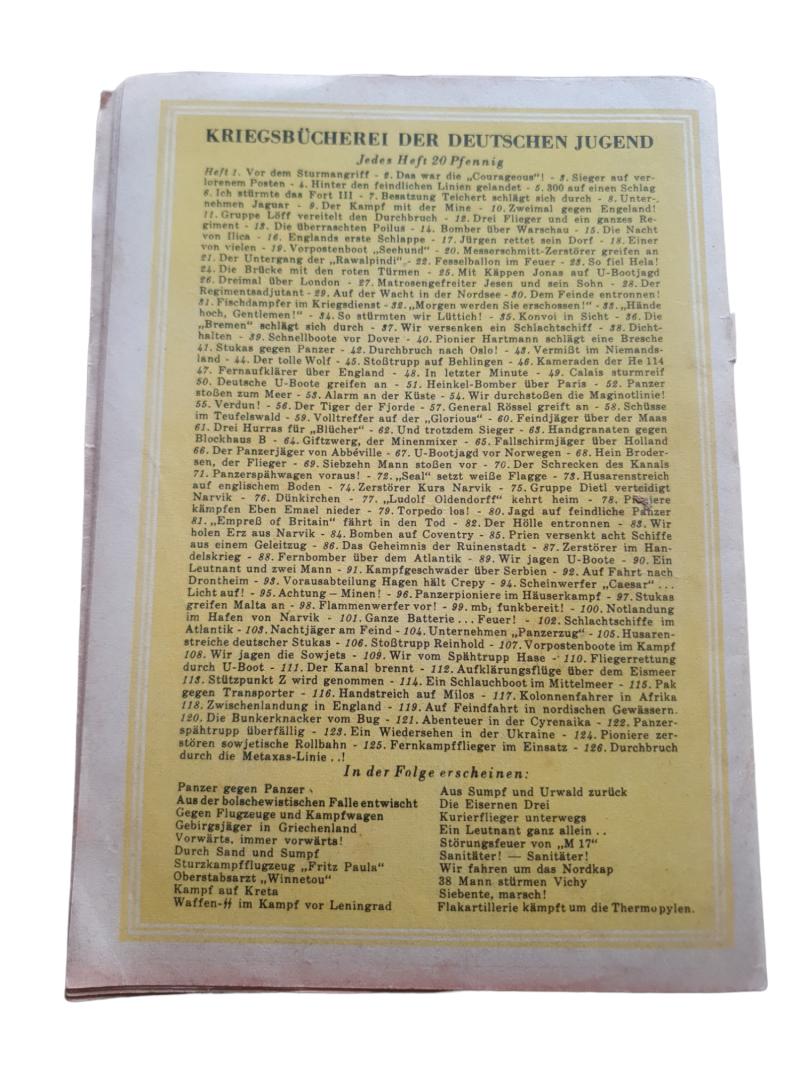 KRIEGSBÜCHEREI DER DEUTSCHEN JUGEND
Jedes Heft 20 Pfennig
Heft 1. Vor dem Sturmangriff - 2. Das war die „Courageous“! - 3. Sieger auf ver-
lorenem Posten - 4. Hinter den feindlichen Linien gelandet - 5. 300 auf einen Schlag
6. Ich stürmte das Fort III - 7. Besatzung Teichert schlägt sich durch - 8. Unter-
nehmen Jaguar - 9. Der Kampf mit der Mine - 10. Zweimal gegen Engeland!
11. Gruppe Löff vereitelt den Durchbruch - 12. Drei Flieger und ein ganzes Re-
giment - 13. Die überraschten Poilus - 14. Bomber über Warschau - 15. Die Nacht
von Ilica - 16. Englands erste Schlappe - 17. Jürgen rettet sein Dorf - 18. Einer
von vielen - 19. Vorpostenboot „Seehund“ - 20. Messerschmitt-Zerstörer greifen an
21. Der Untergang der „Rawalpindi“ - 22. Fesselballon im Feuer - 23. So fiel Hela!
24. Die Brücke mit den roten Türmen - 25. Mit Käppen Jonas auf U-Bootjagd
26. Dreimal über London - 27. Matrosengefreiter Jesen und sein Sohn - 28. Der
Regimentsadjutant - 29. Auf der Wacht in der Nordsee - 30. Dem Feinde entronnen!
31. Fischdampfer im Kriegsdienst - 32. „Morgen werden Sie erschossen!“ - 33. „Hände
hoch, Gentlemen!“ - 34. So stürmten wir Lüttich! - 35. Konvoi in Sicht - 36. Die
„Bremen“ schlägt sich durch - 37. Wir versenken ein Schlachtschiff - 38. Dicht-
halten - 39. Schnellboote vor Dover - 40. Pionier Hartmann schlägt eine Bresche
41. Stukas gegen Panzer - 42. Durchbruch nach Oslo! - 43. Vermißt im Niemands-
land - 44. Der tolle Wolf - 45. Stoßtrupp auf Behlingen - 46. Kameraden der He 114
47. Fernaufklärer über England - 48. In letzter Minute - 49. Calais sturmreif
50. Deutsche U-Boote greifen an - 51. Heinkel-Bomber über Paris - 52. Panzer
stoßen zum Meer - 53. Alarm an der Küste - 54. Wir durchstoßen die Maginotlinie!
55. Verdun! - 56. Der Tiger der Fjorde - 57. General Rössel greift an - 58. Schüsse
im Teufelswald - 59. Volltreffer auf der „Glorious“ - 60. Feindjäger über der Maas
61. Drei Hurras für „Blücher“ - 62. Und trotzdem Sieger - 63. Handgranaten gegen
Blockhaus B - 64. Giftzwerg, der Minenmixer - 65. Fallschirmjäger über Holland
66. Der Panzerjäger von Abbéville - 67. U-Bootjagd vor Norwegen - 68. Hein Broder-
sen, der Flieger - 69. Siebzehn Mann stoßen vor - 70. Der Schrecken des Kanals
71. Panzerspähwagen voraus! - 72. „Seal“ setzt weiße Flagge - 73. Husarenstreich
auf englischem Boden - 74. Zerstörer Kurs Narvik - 75. Gruppe Dietl verteidigt
Narvik - 76. Dünkirchen - 77. „Ludolf Oldendorff“ kehrt heim - 78. Pioniere
kämpfen Eben Emael nieder - 79. Torpedo los! - 80. Jagd auf feindliche Panzer
81. „Empreß of Britain“ fährt in den Tod - 82. Der Hölle entronnen - 83. Wir
holen Erz aus Narvik - 84. Bomben auf Coventry - 85. Prien versenkt acht Schiffe
aus einem Geleitzug - 86. Das Geheimnis der Ruinenstadt - 87. Zerstörer im Han-
delskrieg - 88. Fernbomber über dem Atlantik - 89. Wir jagen U-Boote - 90. Ein
Leutnant und zwei Mann - 91. Kampfgeschwader über Serbien - 92. Auf Fahrt nach
Drontheim - 93. Vorausabteilung Hagen hält Crepy - 94. Scheinwerfer „Caesar“ ...
Licht auf! - 95. Achtung — Minen! - 96. Panzerpioniere im Häuserkampf - 97. Stukas
greifen Malta an - 98. Flammenwerfer vor! - 99. mb, funkbereit! - 100. Notlandung
im Hafen von Narvik - 101. Ganze Batterie ... Feuer! - 102. Schlachtschiffe im
Atlantik - 103. Nachtjäger am Feind - 104. Unternehmen „Panzerzug“ - 105. Husaren-
streiche deutscher Stukas - 106. Stoßtrupp Reinhold - 107. Vorpostenboote im Kampf
108. Wir jagen die Sowjets - 109. Wir vom Spähtrupp Hase - 110. Fliegerrettung
durch U-Boot - 111. Der Kanal brennt - 112. Aufklärungsflüge über dem Eismeer
113. Stützpunkt Z wird genommen - 114. Ein Schlauchboot im Mittelmeer - 115. Pak
gegen Transporter - 116. Handstreich auf Milos - 117. Kolonnenfahrer in Afrika
118. Zwischenlandung in England - 119. Auf Feindfahrt in nordischen Gewässern.
120. Die Bunkerknacker vom Bug - 121. Abenteuer in der Cyrenaika - 122. Panzer-
spähtrupp überfällig - 123. Ein Wiedersehen in der Ukraine - 124. Pioniere zer-
stören sowjetische Rollbahn - 125. Fernkampfflieger im Einsatz - 126. Durchbruch
durch die Metaxas-Linie . .!
In der Folge erscheinen:
Panzer gegen Panzer
Aus der bolschewistischen Falle entwischt
Gegen Flugzeuge und Kampfwagen
Gebirgsjäger in Griechenland
Vorwärts, immer vorwärts!
Durch Sand und Sumpf
Sturzkampfflugzeug „Fritz Paula“
Oberstabsarzt „Winnetou“
Kampf auf Kreta
Waffen-ᛋᛋ im Kampf vor Leningrad
Aus Sumpf und Urwald zurück
Die Eisernen Drei
Kurierflieger unterwegs
Ein Leutnant ganz allein . .
Störungsfeuer von „M 17“
Sanitäter! — Sanitäter!
Wir fahren um das Nordkap
38 Mann stürmen Vichy
Siebente, marsch!
Flakartillerie kämpft um die Thermopylen.